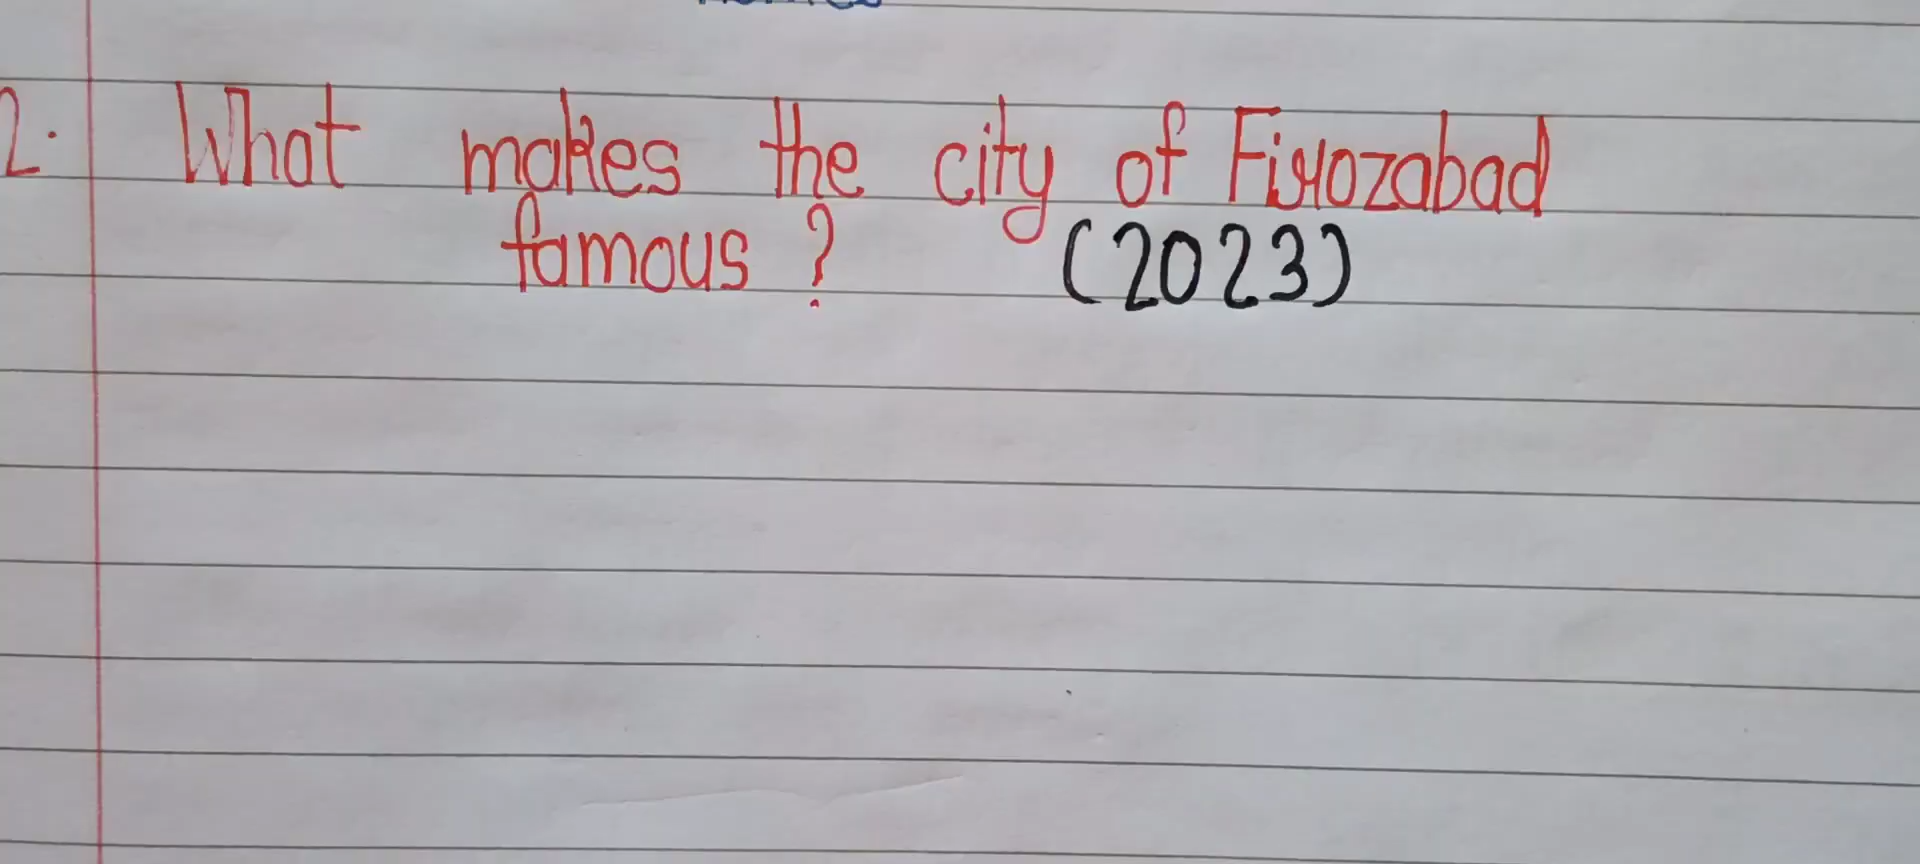 2. What makes the city of Firozabad
famous ? (2023)